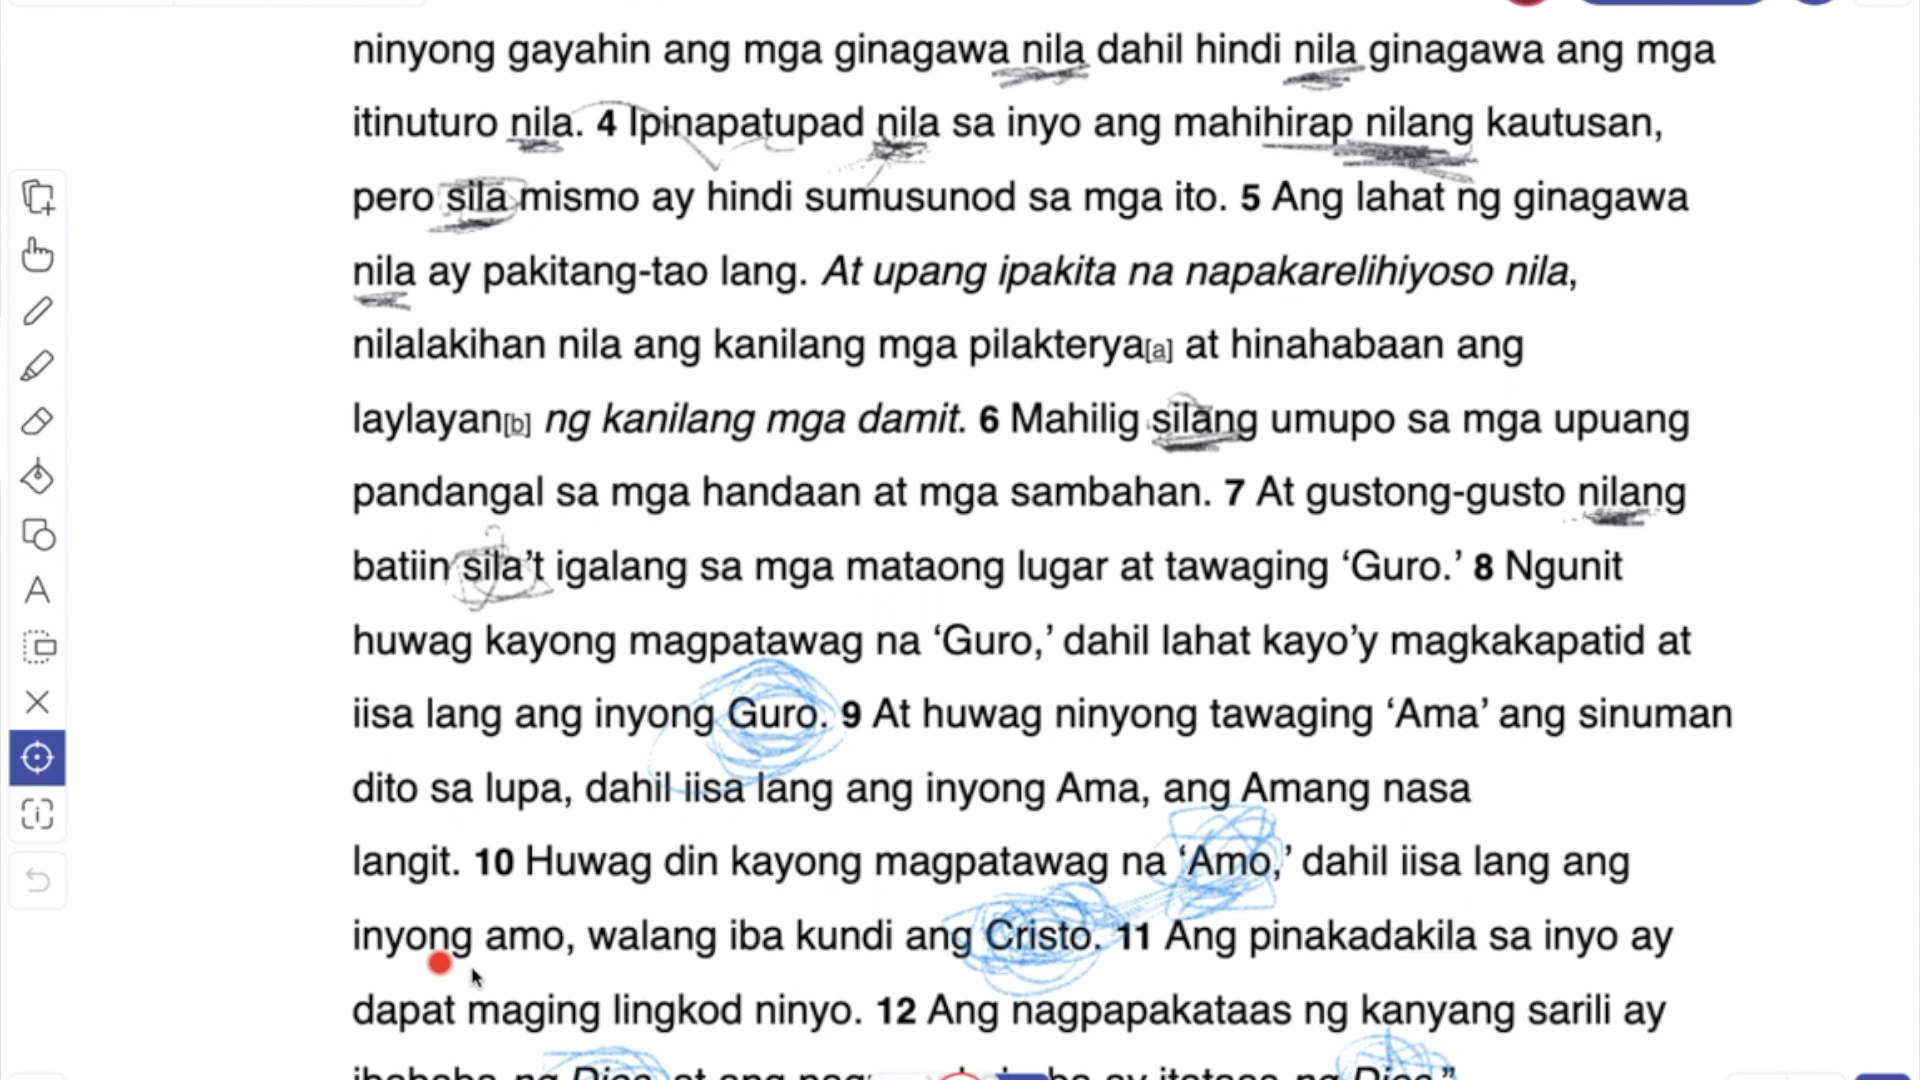 ninyong gayahin ang mga ginagawa nila dahil hindi nila ginagawa ang mga
itinuturo nila. 4 Ipinapatupad nila sa inyo ang mahihirap nilang kautusan,
pero sila mismo ay hindi sumusunod sa mga ito. 5 Ang lahat ng ginagawa
nila ay pakitang-tao lang. At upang ipakita na napakarelihiyoso nila,
nilalakihan nila ang kanilang mga pilakterya[a] at hinahabaan ang
laylayan[b] ng kanilang mga damit. 6 Mahilig silang umupo sa mga upuang
pandangal sa mga handaan at mga sambahan. 7 At gustong-gusto nilang
batiin sila’t igalang sa mga mataong lugar at tawaging ‘Guro.’ 8 Ngunit
huwag kayong magpatawag na ‘Guro,’ dahil lahat kayo’y magkakapatid at
iisa lang ang inyong Guro. 9 At huwag ninyong tawaging ‘Ama’ ang sinuman
dito sa lupa, dahil iisa lang ang inyong Ama, ang Amang nasa
langit. 10 Huwag din kayong magpatawag na ‘Amo,’ dahil iisa lang ang
inyong amo, walang iba kundi ang Cristo. 11 Ang pinakadakila sa inyo ay
dapat maging lingkod ninyo. 12 Ang nagpapakataas ng kanyang sarili ay
ng Dios, at ang ay itataas ng Dios.”